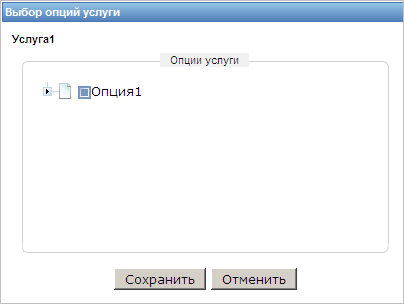 Выбор опций услуги
Услуга1
Опции услуги
Опция1
Сохранить Отменить